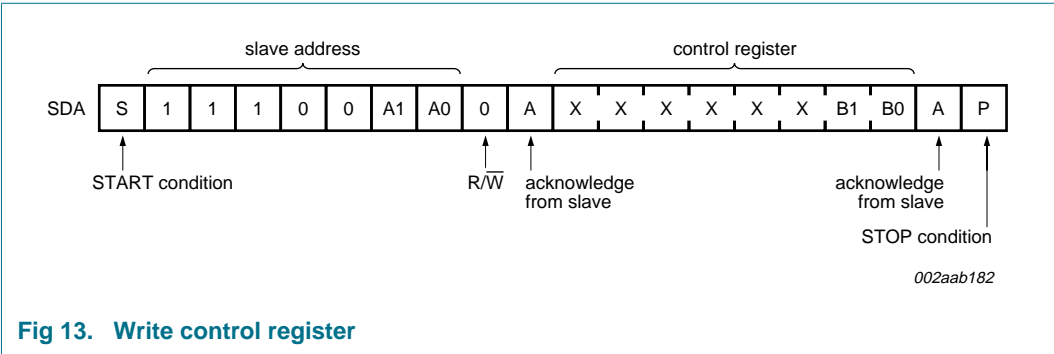 slave address control register
SDA S 1 1 1 0 0 A1 A0 0 A X X X X X X B1 B0 A P
START condition R/W̅ acknowledge from slave acknowledge from slave
STOP condition
002aab182
Fig 13. Write control register